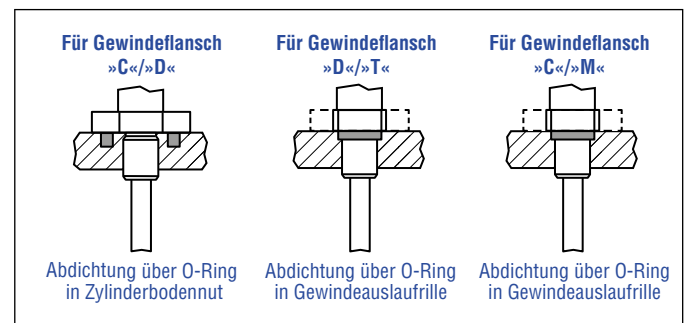 Für Gewindeflansch
»C«/»D«
Abdichtung über O-Ring
in Zylinderbodennut
Für Gewindeflansch
»D«/»T«
Abdichtung über O-Ring
in Gewindeauslaufrille
Für Gewindeflansch
»C«/»M«
Abdichtung über O-Ring
in Gewindeauslaufrille